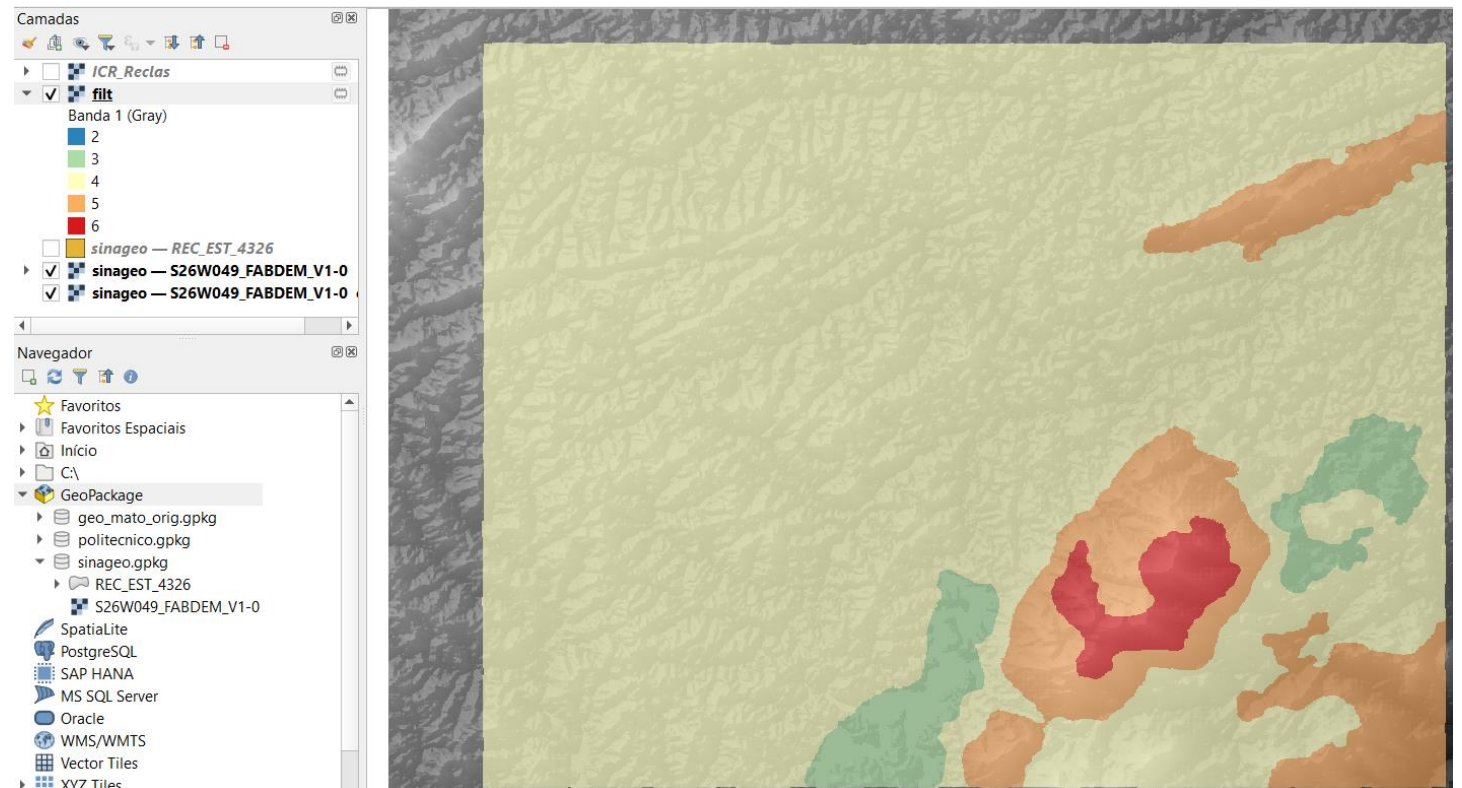 Camadas
ICR_Reclas
filt
Banda 1 (Gray)
2
3
4
5
6
sinageo — REC_EST_4326
sinageo — S26W049_FABDEM_V1-0
sinageo — S26W049_FABDEM_V1-0
Navegador
Favoritos
Favoritos Espaciais
Início
C:\
GeoPackage
geo_mato_orig.gpkg
politecnico.gpkg
sinageo.gpkg
REC_EST_4326
S26W049_FABDEM_V1-0
SpatiaLite
PostgreSQL
SAP HANA
MS SQL Server
Oracle
WMS/WMTS
Vector Tiles
XYZ Tiles